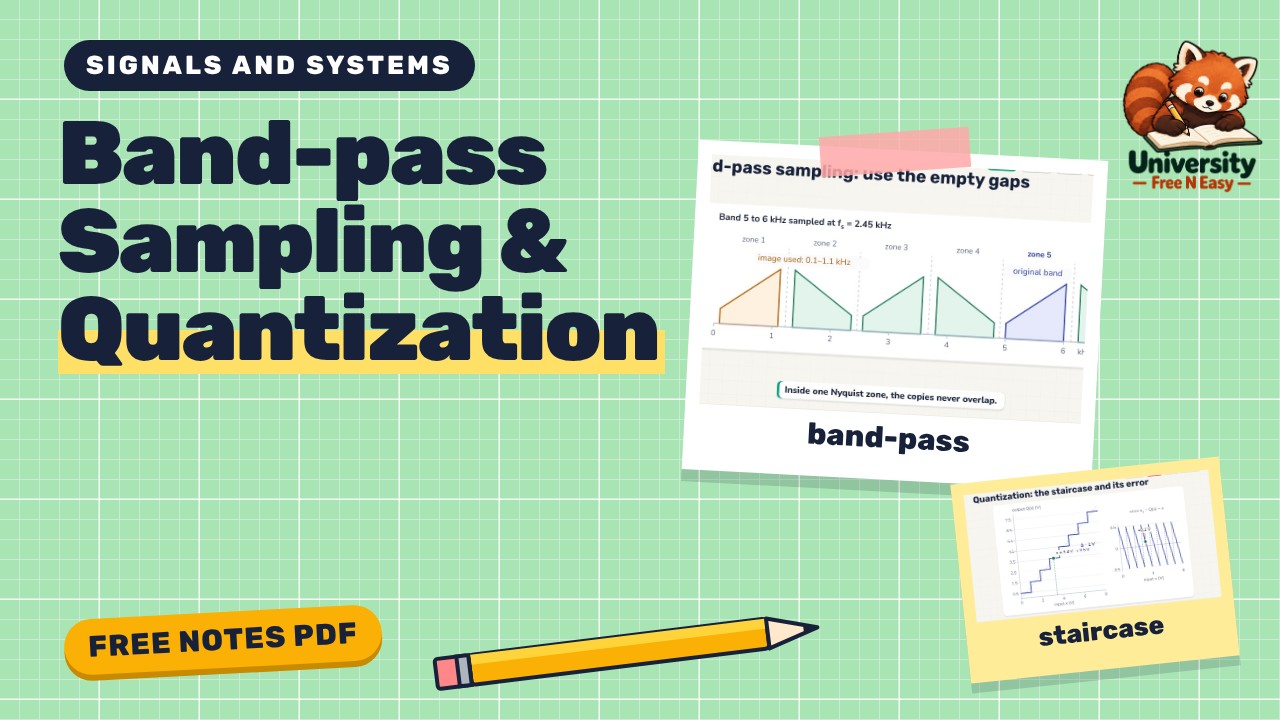 SIGNALS AND SYSTEMS
Band-pass
Sampling &
Quantization
University
Free N Easy
d-pass sampling: use the empty gaps
Band 5 to 6 kHz sampled at fs = 2.45 kHz
zone 1 zone 2 zone 3 zone 4 zone 5
image used: 0.1–1.1 kHz
original band
0 1 2 3 4 5 6 kH
Inside one Nyquist zone, the copies never overlap.
band-pass
Quantization: the staircase and its error
staircase
FREE NOTES PDF